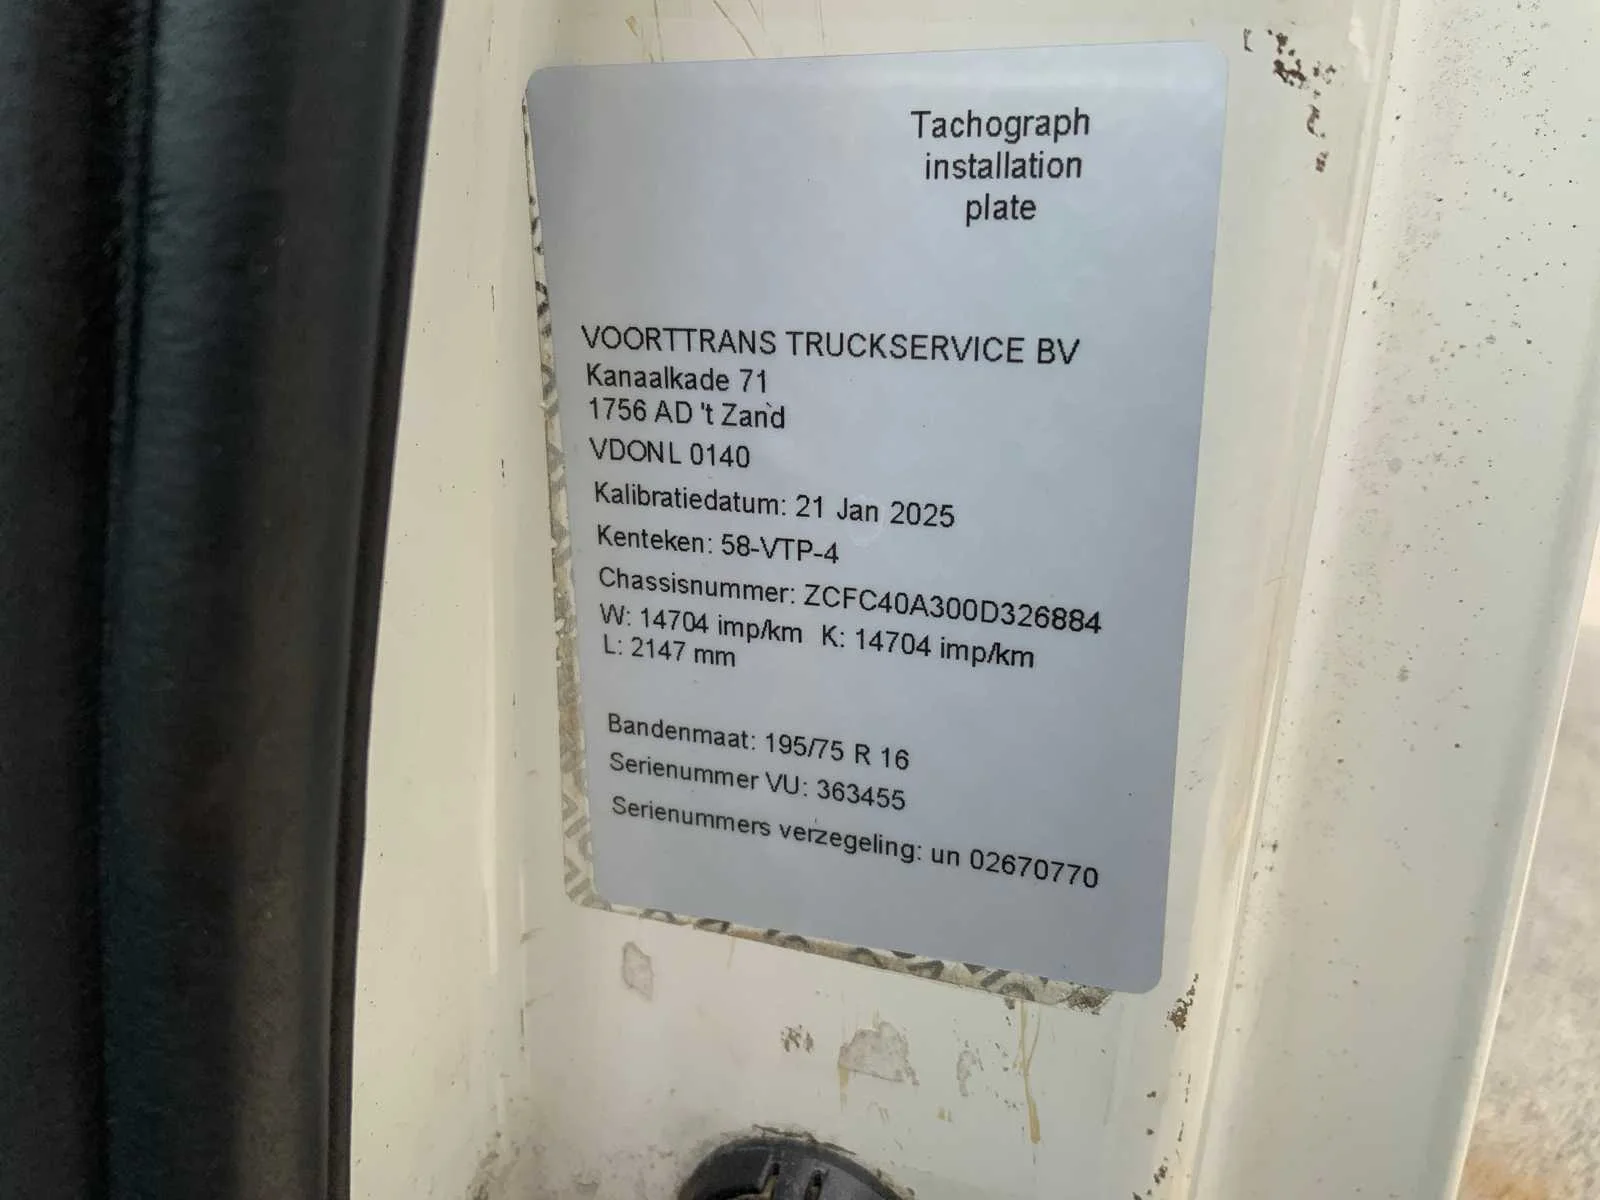 Tachograph
installation
plate
VOORTTRANS TRUCKSERVICE BV
Kanaalkade 71
1756 AD 't Zand
VDONL 0140
Kalibratiedatum: 21 Jan 2025
Kenteken: 58-VTP-4
Chassisnummer: ZCFC40A300D326884
W: 14704 imp/km K: 14704 imp/km
L: 2147 mm
Bandenmaat: 195/75 R 16
Serienummer VU: 363455
Serienummers verzegeling: un 02670770